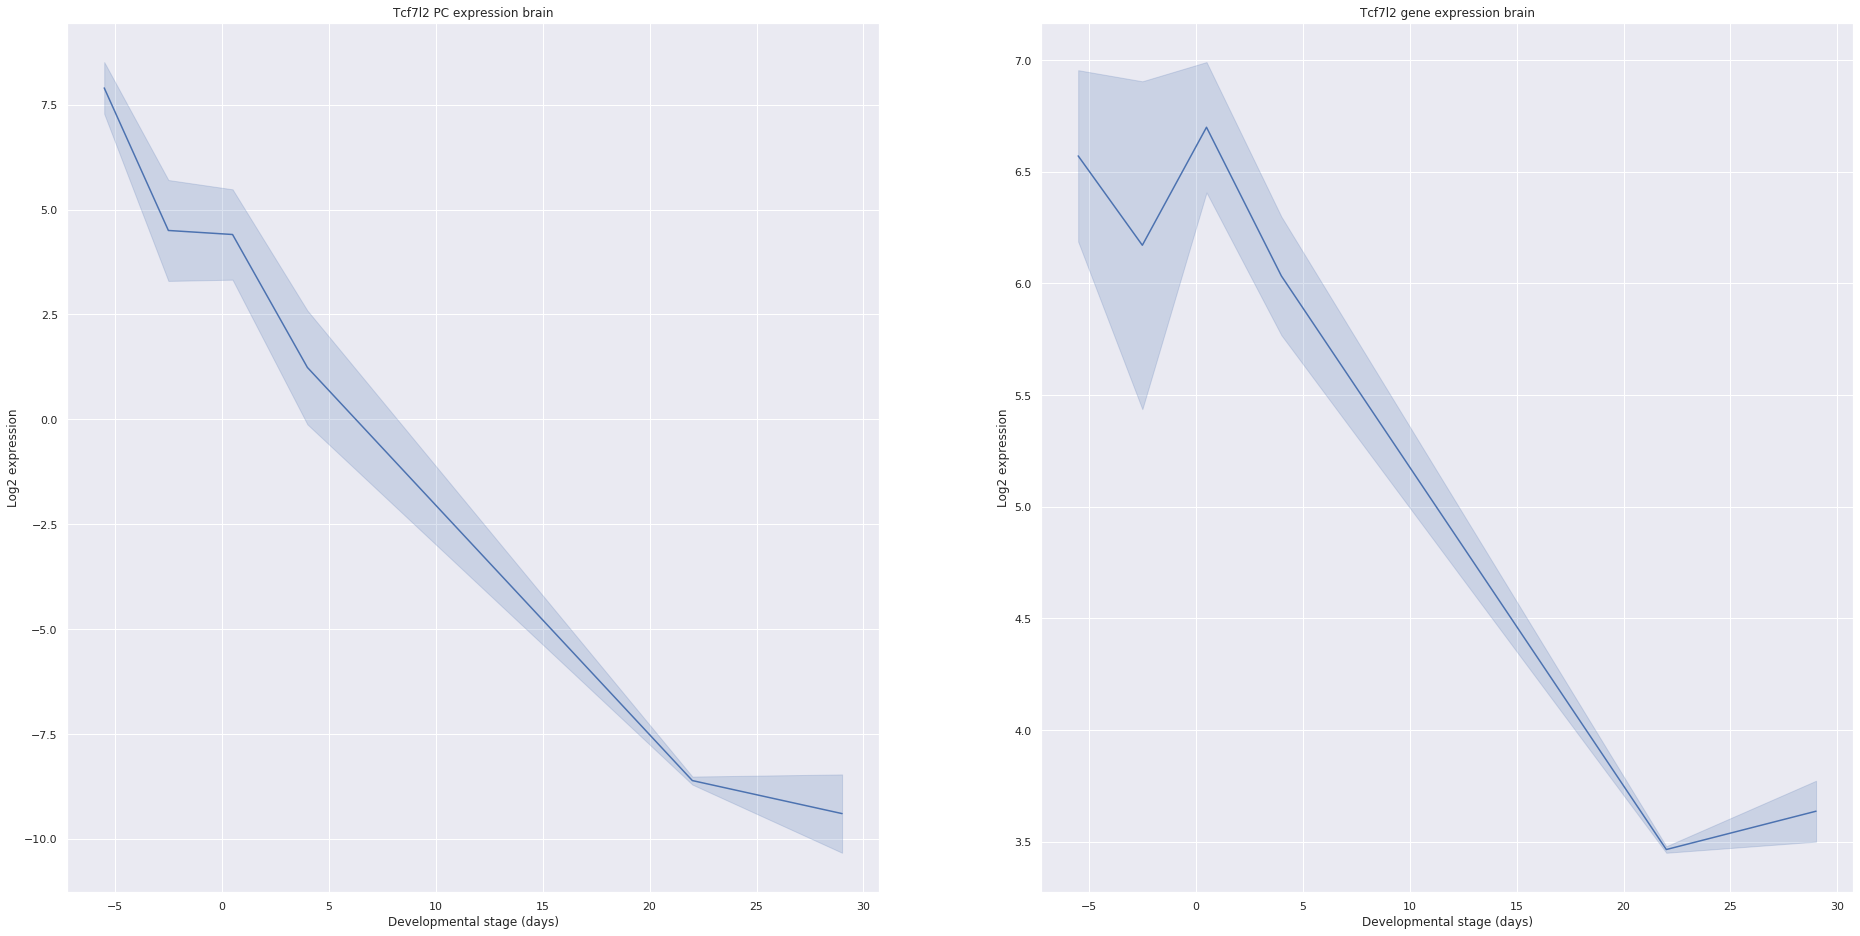 Tcf7l2 PC expression brain
Log2 expression
7.5
5.0
2.5
0.0
−2.5
−5.0
−7.5
−10.0
−5 0 5 10 15 20 25 30
Developmental stage (days)
Tcf7l2 gene expression brain
Log2 expression
7.0
6.5
6.0
5.5
5.0
4.5
4.0
3.5
−5 0 5 10 15 20 25 30
Developmental stage (days)